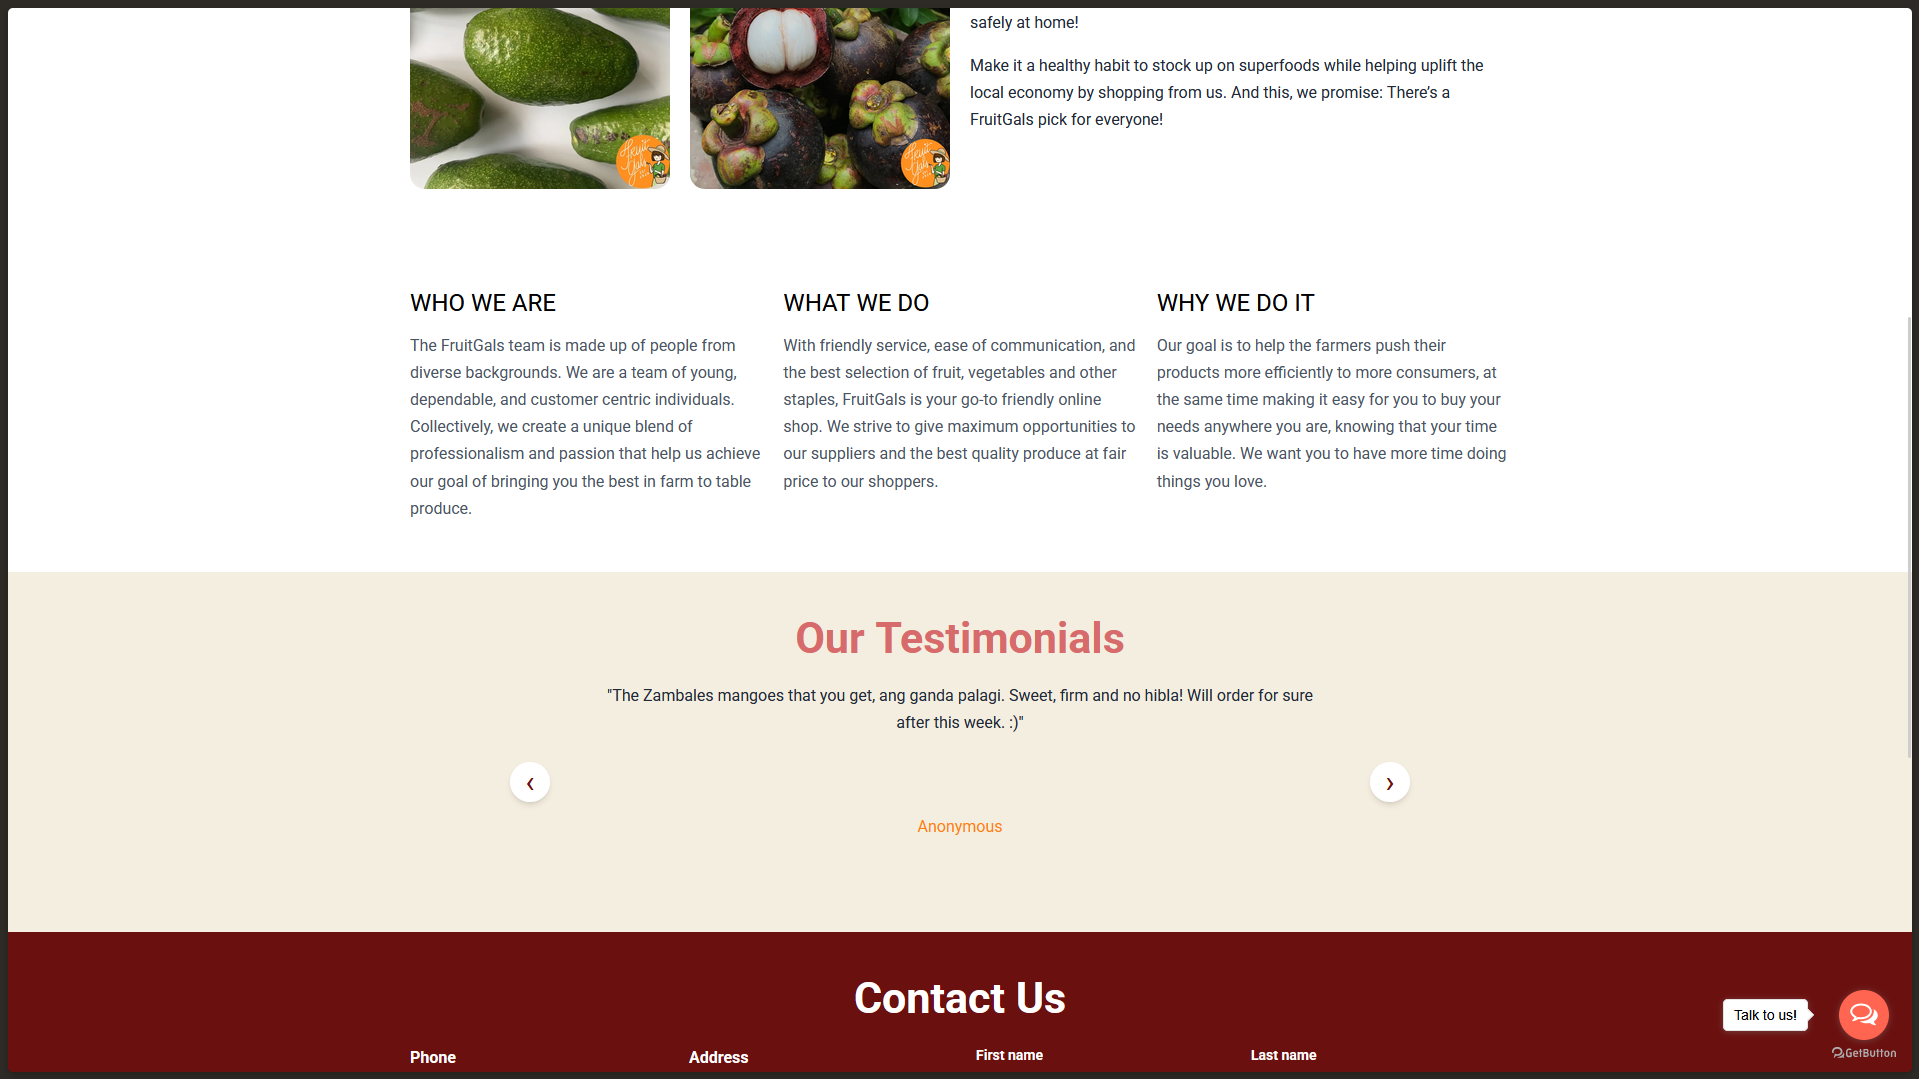 safely at home!
Make it a healthy habit to stock up on superfoods while helping uplift the
local economy by shopping from us. And this, we promise: There’s a
FruitGals pick for everyone!
Fruit
Gals
Fruit
Gals
WHO WE ARE
The FruitGals team is made up of people from
diverse backgrounds. We are a team of young,
dependable, and customer centric individuals.
Collectively, we create a unique blend of
professionalism and passion that help us achieve
our goal of bringing you the best in farm to table
produce.
WHAT WE DO
With friendly service, ease of communication, and
the best selection of fruit, vegetables and other
staples, FruitGals is your go-to friendly online
shop. We strive to give maximum opportunities to
our suppliers and the best quality produce at fair
price to our shoppers.
WHY WE DO IT
Our goal is to help the farmers push their
products more efficiently to more consumers, at
the same time making it easy for you to buy your
needs anywhere you are, knowing that your time
is valuable. We want you to have more time doing
things you love.
Our Testimonials
"The Zambales mangoes that you get, ang ganda palagi. Sweet, firm and no hibla! Will order for sure
after this week. :)"
‹
›
Anonymous
Contact Us
Phone
Address
First name
Last name
Talk to us!
GetButton